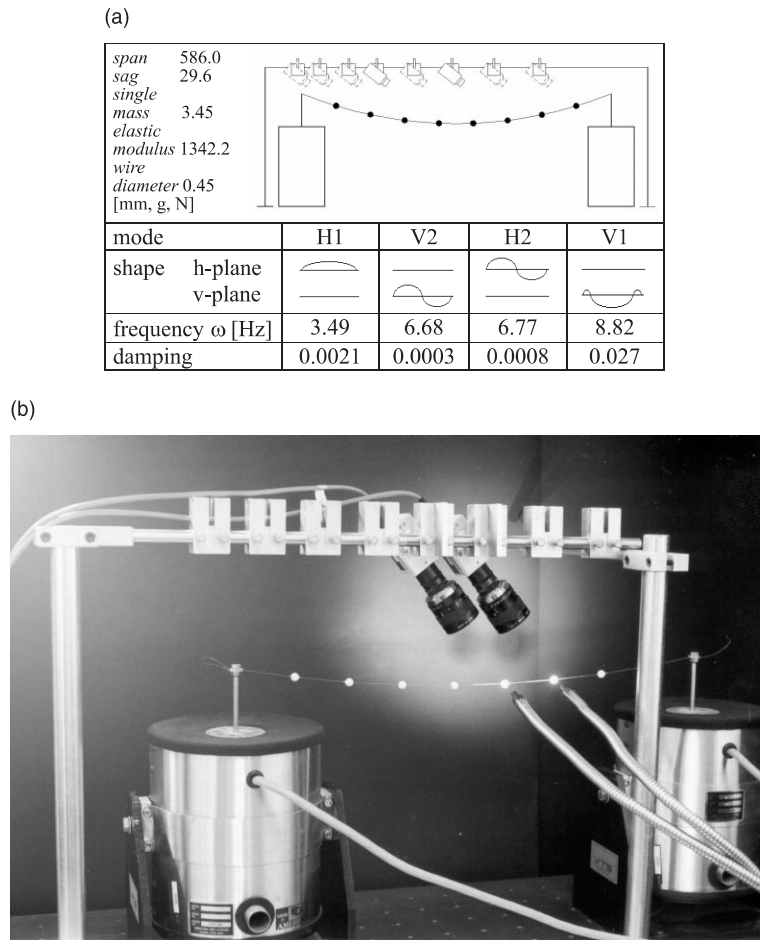 (a)
span 586.0
sag 29.6
single
mass 3.45
elastic
modulus 1342.2
wire
diameter 0.45
[mm, g, N]
mode H1 V2 H2 V1
shape h-plane
v-plane
frequency ω [Hz] 3.49 6.68 6.77 8.82
damping 0.0021 0.0003 0.0008 0.027
(b)
VTS